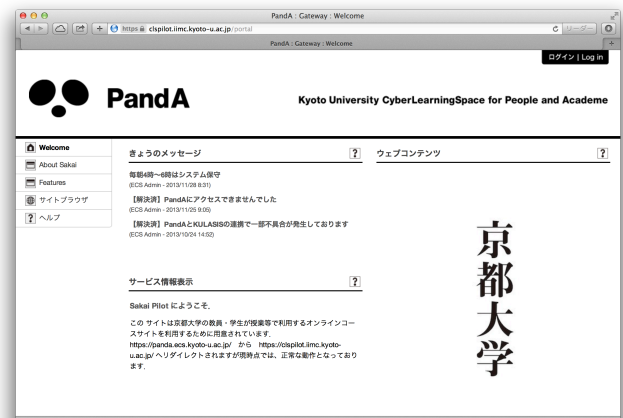 PandA : Gateway : Welcome
https clspilot.iimc.kyoto-u.ac.jp/portal
リーダー
PandA : Gateway : Welcome
ログイン | Log in
PandA
Kyoto University CyberLearningSpace for People and Academe
Welcome
About Sakai
Features
サイトブラウザ
ヘルプ
きょうのメッセージ
毎朝4時〜6時はシステム保守
(ECS Admin - 2013/11/28 8:31)
【解決済】PandAにアクセスできませんでした
(ECS Admin - 2013/11/25 9:05)
【解決済】PandAとKULASISの連携で一部不具合が発生しております
(ECS Admin - 2013/10/24 14:52)
サービス情報表示
Sakai Pilot にようこそ.
この サイトは京都大学の教員・学生が授業等で利用するオンラインコー
スサイトを利用するために用意されています.
https://panda.ecs.kyoto-u.ac.jp/ から https://clspilot.iimc.kyoto-
u.ac.jp/ へリダイレクトされますが現時点では、正常な動作となっており
ます.
ウェブコンテンツ
京都大学